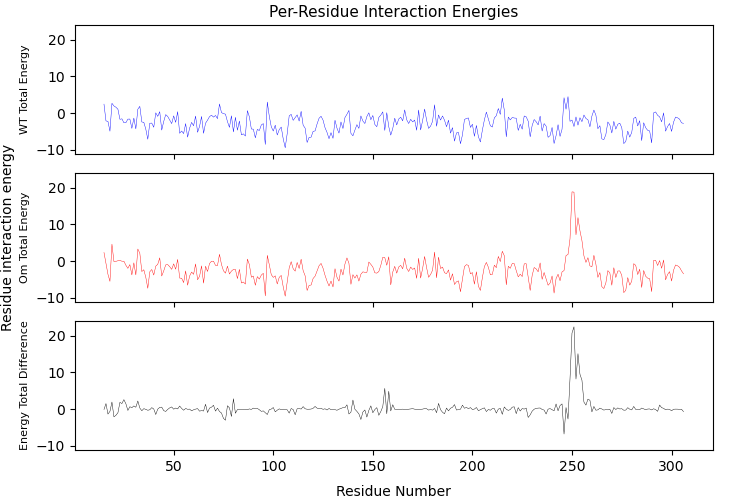 Per-Residue Interaction Energies
Residue interaction energy
WT Total Energy
20
10
0
−10
Om Total Energy
20
10
0
−10
Energy Total Difference
20
10
0
−10
50 100 150 200 250 300
Residue Number